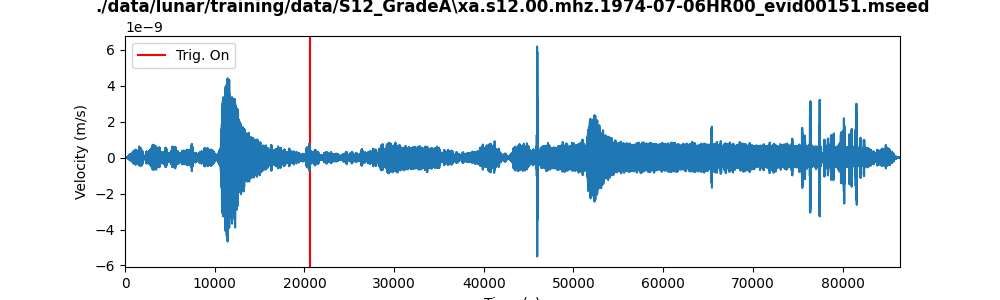 ./data/lunar/training/data/S12_GradeA\xa.s12.00.mhz.1974-07-06HR00_evid00151.mseed
1e−9
Trig. On
Velocity (m/s)
6
4
2
0
−2
−4
−6
0 10000 20000 30000 40000 50000 60000 70000 80000